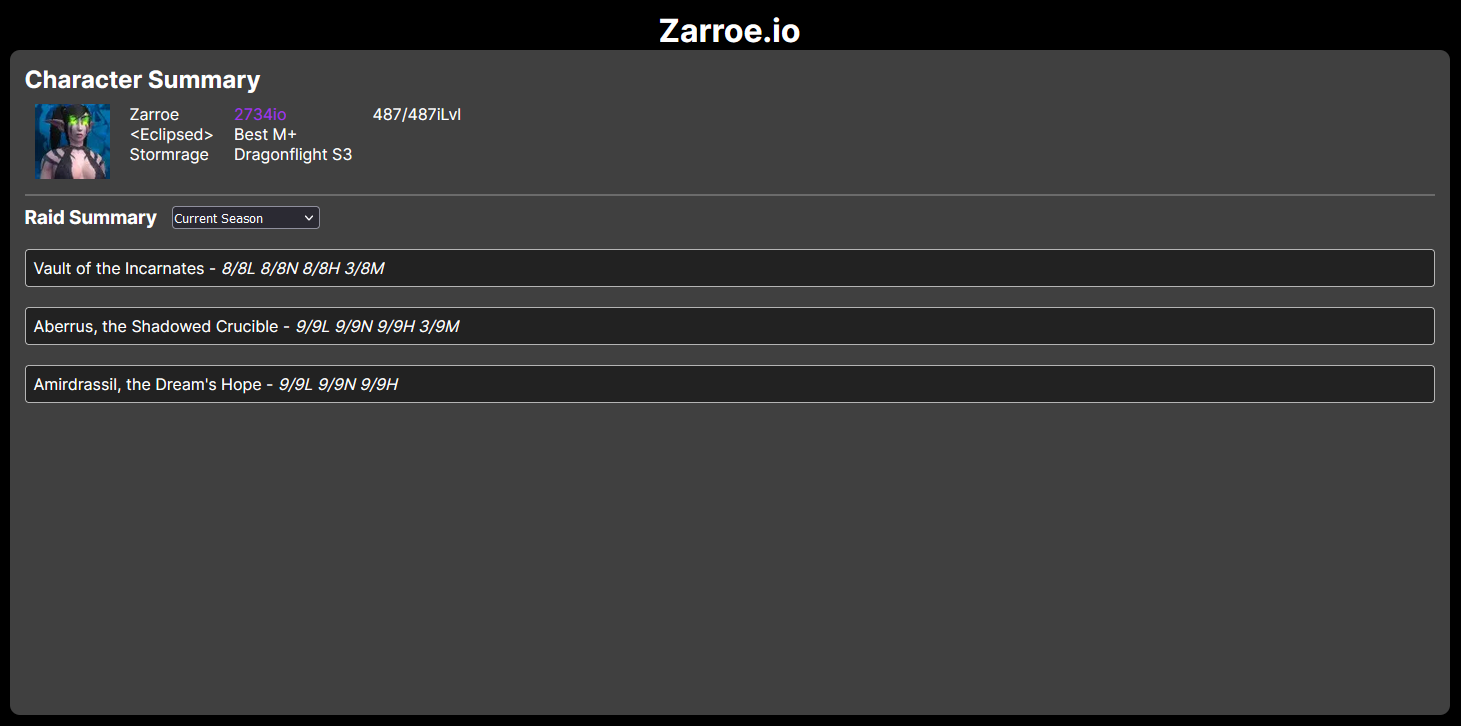 Zarroe.io
Character Summary
Zarroe 2734io 487/487iLvl
<Eclipsed> Best M+
Stormrage Dragonflight S3
Raid Summary Current Season
Vault of the Incarnates - 8/8L 8/8N 8/8H 3/8M
Aberrus, the Shadowed Crucible - 9/9L 9/9N 9/9H 3/9M
Amirdrassil, the Dream's Hope - 9/9L 9/9N 9/9H